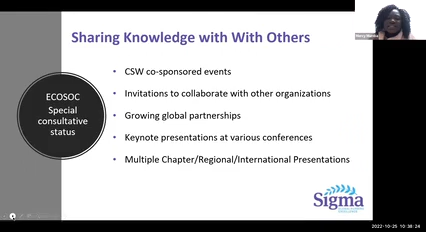 Sharing Knowledge with With Others
ECOSOC
Special
consultative
status
• CSW co-sponsored events
• Invitations to collaborate with other organizations
• Growing global partnerships
• Keynote presentations at various conferences
• Multiple Chapter/Regional/International Presentations
Sigma
2022-10-25 10:38:24